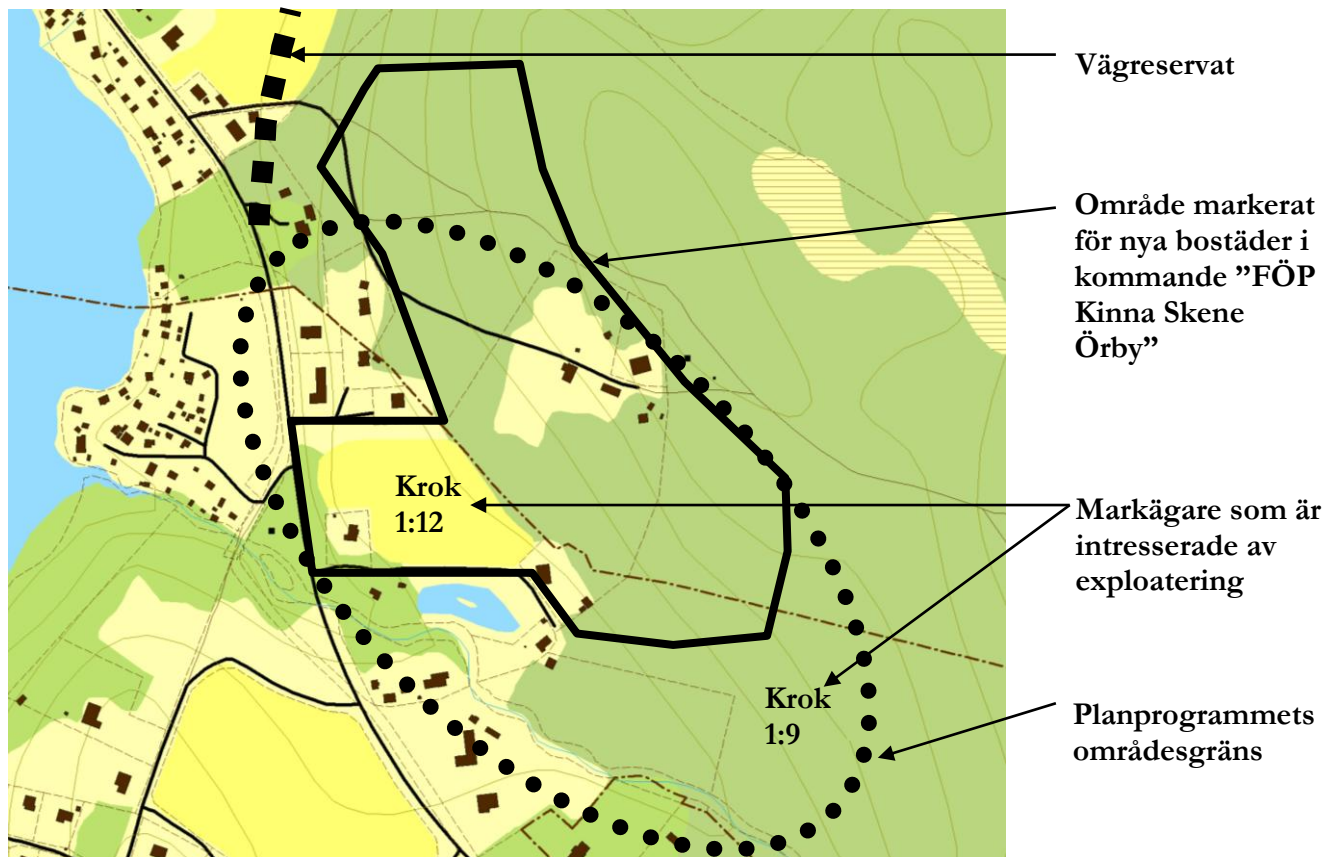 Vägreservat
Område markerat
för nya bostäder i
kommande ”FÖP
Kinna Skene
Örby”
Krok
1:12
Markägare som är
intresserade av
exploatering
Krok
1:9
Planprogrammets
områdesgräns